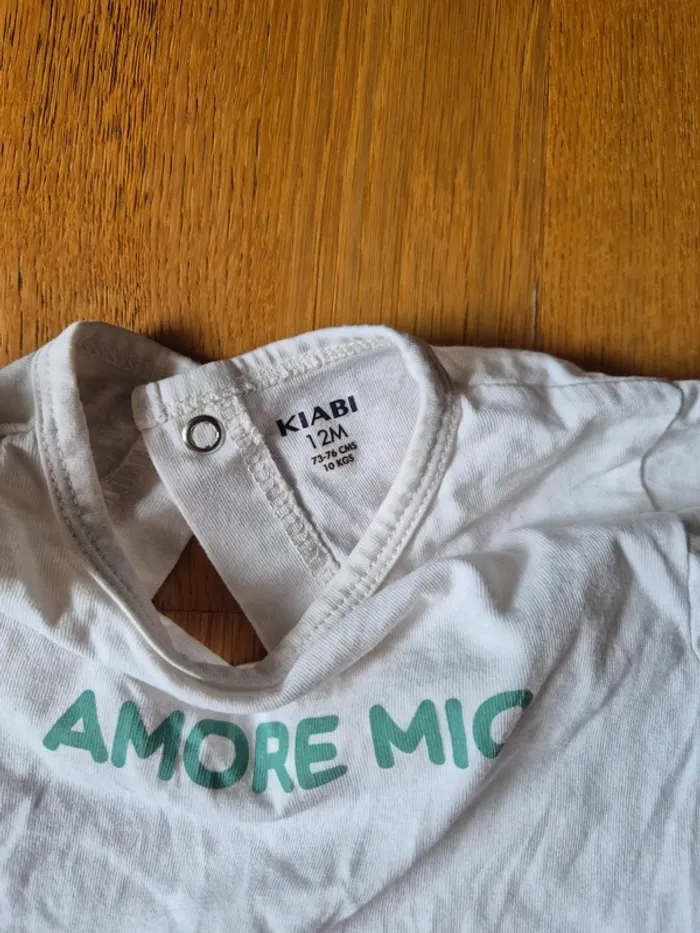 KIABI
12M
73-76 CMS
10 KGS
AMORE MIO